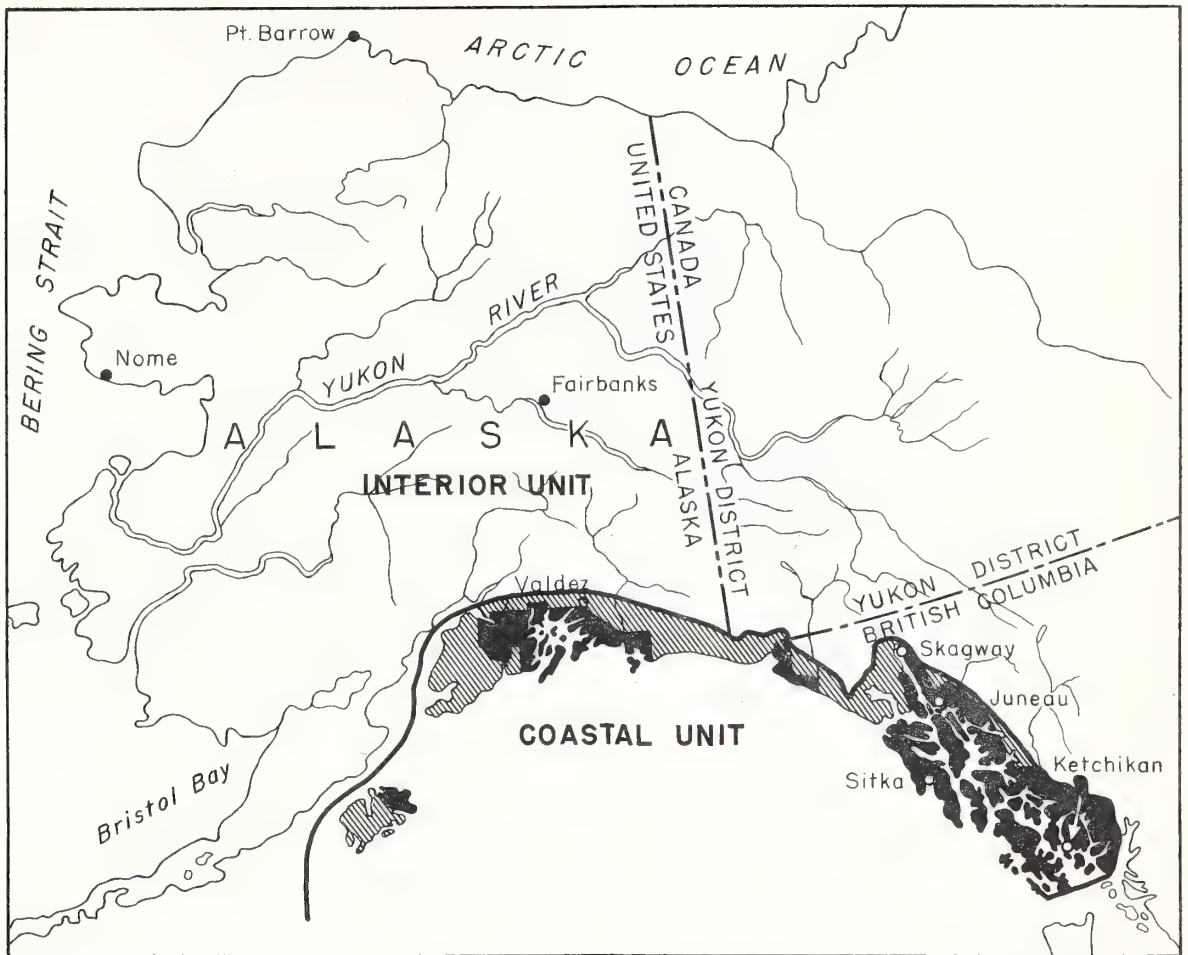 Pt. Barrow
ARCTIC OCEAN
BERING STRAIT
UNITED STATES
CANADA
Nome
YUKON RIVER
Fairbanks
ALASKA
INTERIOR UNIT
ALASKA
YUKON DISTRICT
YUKON DISTRICT
BRITISH COLUMBIA
Valdez
Skagway
Juneau
COASTAL UNIT
Sitka
Ketchikan
Bristol Bay